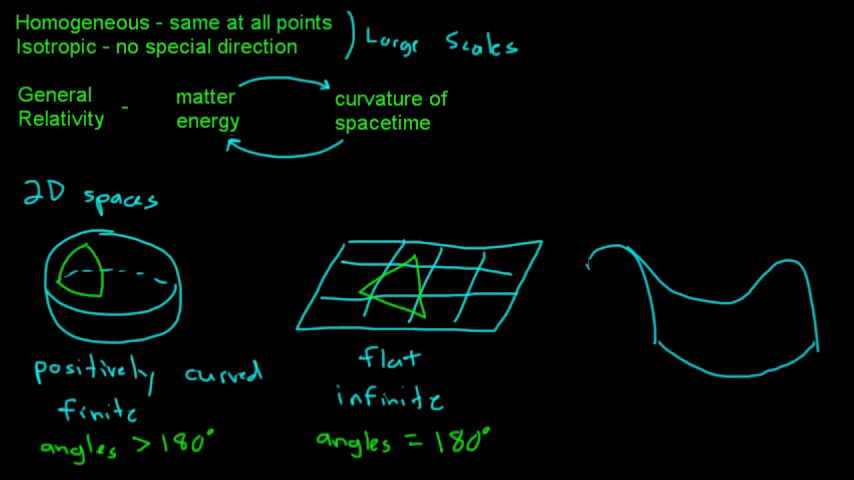 Homogeneous - same at all points
Isotropic - no special direction
Large Scales
General Relativity -
matter energy
curvature of spacetime
2D spaces
positively curved
finite
angles > 180°
flat
infinite
angles = 180°